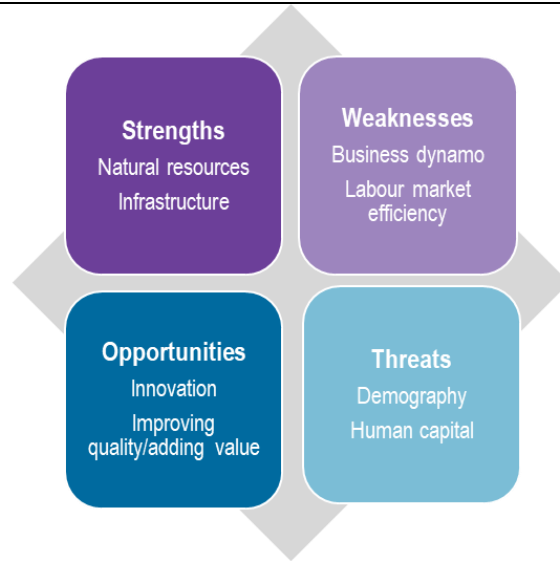 Strengths
Natural resources
Infrastructure
Weaknesses
Business dynamo
Labour market
efficiency
Opportunities
Innovation
Improving
quality/adding value
Threats
Demography
Human capital